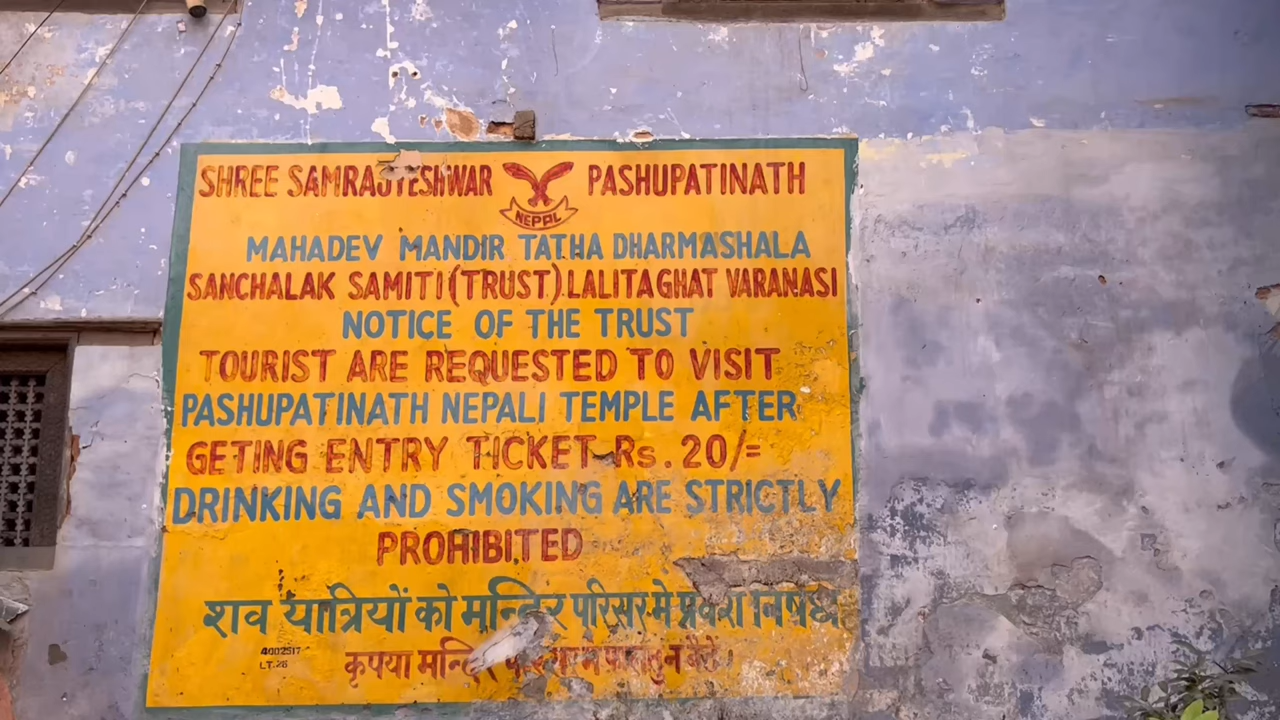 SHREE SAMRAJYESHWAR PASHUPATINATH
NEPAL
MAHADEV MANDIR TATHA DHARMASHALA
SANCHALAK SAMITI (TRUST).LALITAGHAT VARANASI
NOTICE OF THE TRUST
TOURIST ARE REQUESTED TO VISIT
PASHUPATINATH NEPALI TEMPLE AFTER
GETING ENTRY TICKET Rs. 20/=
DRINKING AND SMOKING ARE STRICTLY
PROHIBITED
शव यात्रियों को मन्दिर परिसर मे प्रवेश
कृपया मन्दिर
4002517
LT.28